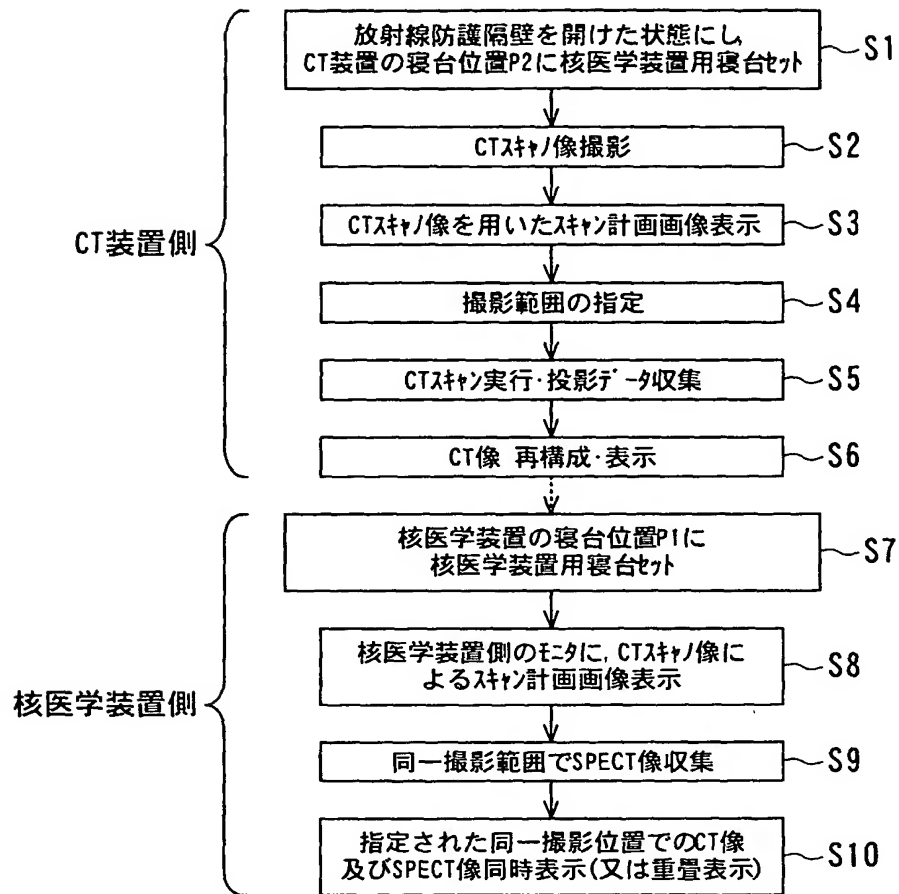 放射線防護隔壁を開けた状態にし,
CT装置の寝台位置P2に核医学装置用寝台セット
S1
CTスキャノ像撮影
S2
CTスキャノ像を用いたスキャン計画画像表示
S3
CT装置側
撮影範囲の指定
S4
CTスキャン実行・投影データ収集
S5
CT像 再構成・表示
S6
核医学装置の寝台位置P1に
核医学装置用寝台セット
S7
核医学装置側のモニタに,CTスキャノ像に
よるスキャン計画画像表示
S8
核医学装置側
同一撮影範囲でSPECT像収集
S9
指定された同一撮影位置でのCT像
及びSPECT像同時表示(又は重畳表示)
S10